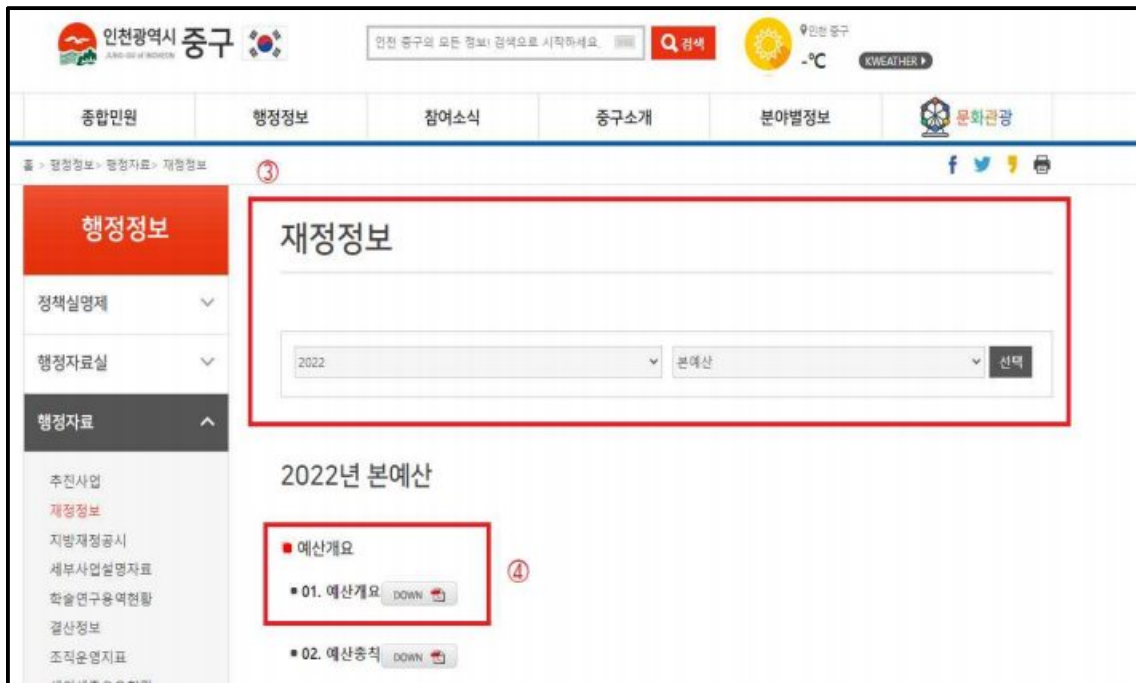 인천광역시 중구
JUNG-GU of INCHEON
인천 중구의 모든 정보! 검색으로 시작하세요.
검색
인천 중구
-℃
KWEATHER
종합민원
행정정보
참여소식
중구소개
분야별정보
문화관광
홈 > 행정정보 > 행정자료 > 재정정보
③
행정정보
정책실명제
행정자료실
행정자료
추진사업
재정정보
지방재정공시
세부사업설명자료
학술연구용역현황
결산정보
조직운영지표
재정정보
2022
본예산
선택
2022년 본예산
예산개요
01. 예산개요 DOWN
④
02. 예산총칙 DOWN